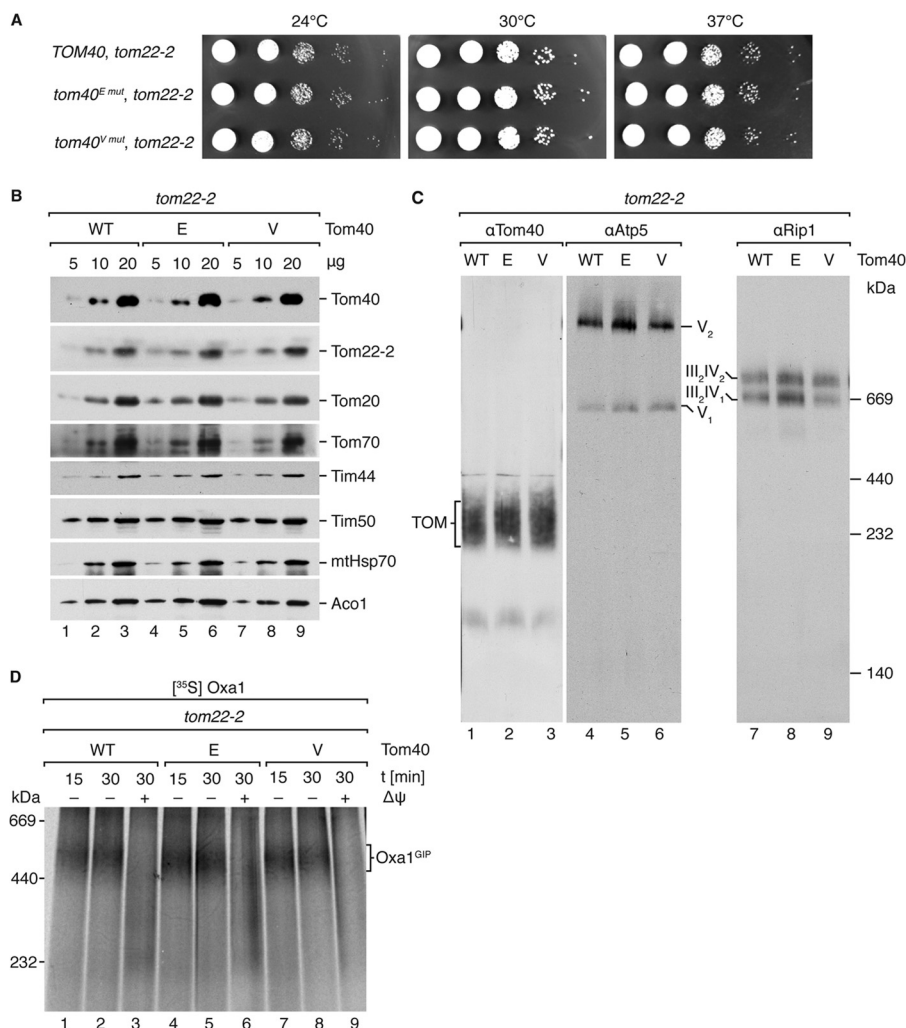 A
24°C 30°C 37°C
TOM40, tom22-2
tom40ᴱ ᵐᵘᵗ, tom22-2
tom40ⱽ ᵐᵘᵗ, tom22-2
B
tom22-2
WT E V Tom40
5 10 20 5 10 20 5 10 20 µg
Tom40
Tom22-2
Tom20
Tom70
Tim44
Tim50
mtHsp70
Aco1
1 2 3 4 5 6 7 8 9
C
tom22-2
αTom40 αAtp5 αRip1
WT E V WT E V WT E V Tom40
kDa
V₂
III₂IV₂
III₂IV₁
V₁
669
440
TOM
232
140
1 2 3 4 5 6 7 8 9
D
[³⁵S] Oxa1
tom22-2
WT E V Tom40
15 30 30 15 30 30 15 30 30 t [min]
kDa − − + − − + − − + Δψ
669
Oxa1ᴳᴵᴾ
440
232
1 2 3 4 5 6 7 8 9